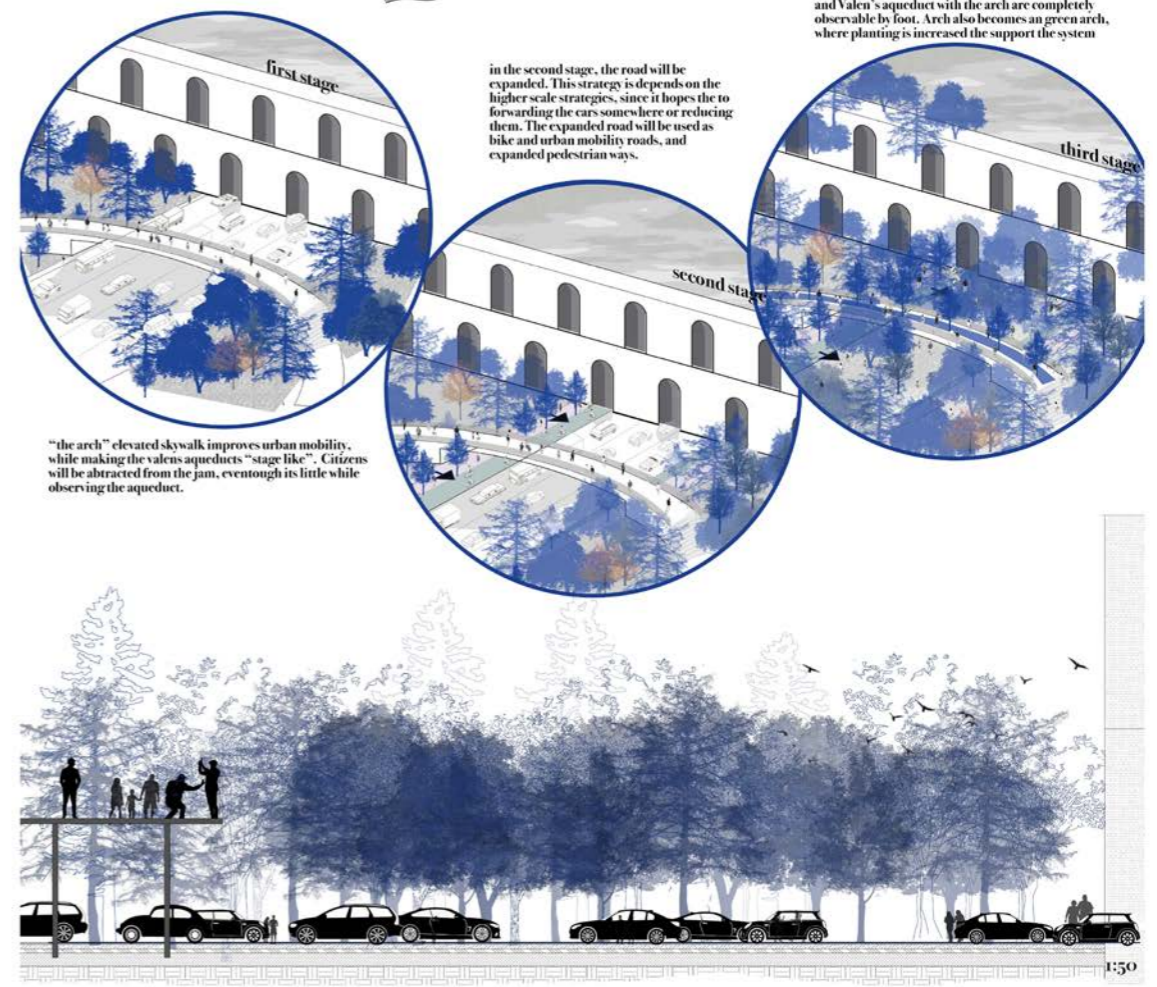 and Valen's aqueduct with the arch are completely
observable by foot. Arch also becomes an green arch,
where planting is increased the support the system
first stage
in the second stage, the road will be
expanded. This strategy is depends on the
higher scale strategies, since it hopes the to
forwarding the cars somewhere or reducing
them. The expanded road will be used as
bike and urban mobility roads, and
expanded pedestrian ways.
third stage
second stage
"the arch" elevated skywalk improves urban mobility,
while making the valens aqueducts "stage like". Citizens
will be abtracted from the jam, eventough its little while
observing the aqueduct.
1:50